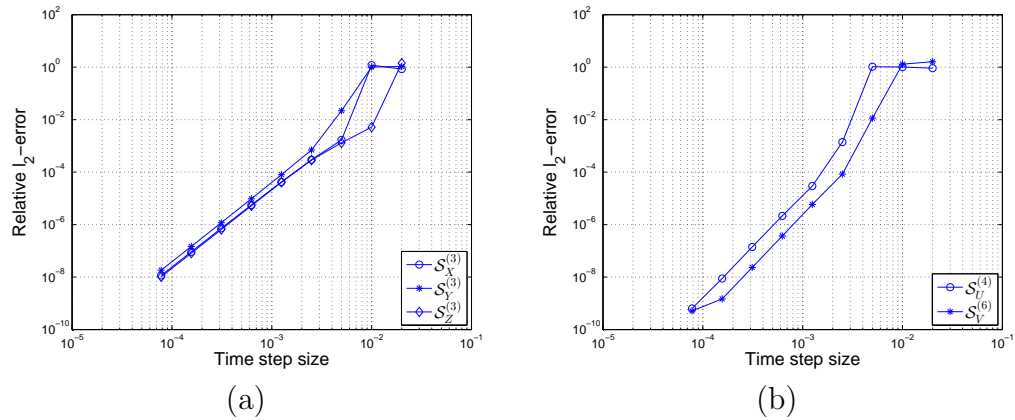 10^2
10^0
10^−2
10^−4
10^−6
10^−8
10^−10
Relative l_2−error
10^−5
10^−4
10^−3
10^−2
10^−1
Time step size
S_X^(3)
S_Y^(3)
S_Z^(3)
(a)
10^2
10^0
10^−2
10^−4
10^−6
10^−8
10^−10
Relative l_2−error
10^−5
10^−4
10^−3
10^−2
10^−1
Time step size
S_U^(4)
S_V^(6)
(b)